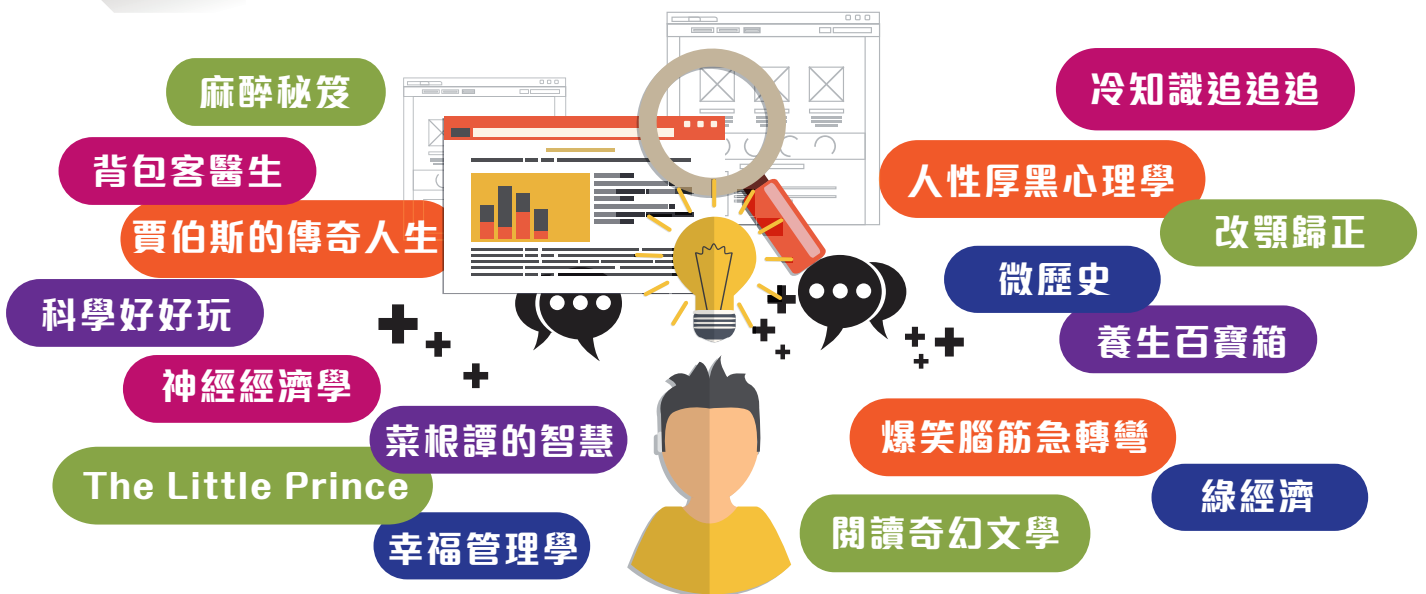 麻醉秘笈
背包客醫生
賈伯斯的傳奇人生
科學好好玩
神經經濟學
菜根譚的智慧
The Little Prince
幸福管理學
冷知識追追追
人性厚黑心理學
改顎歸正
微歷史
養生百寶箱
爆笑腦筋急轉彎
綠經濟
閱讀奇幻文學